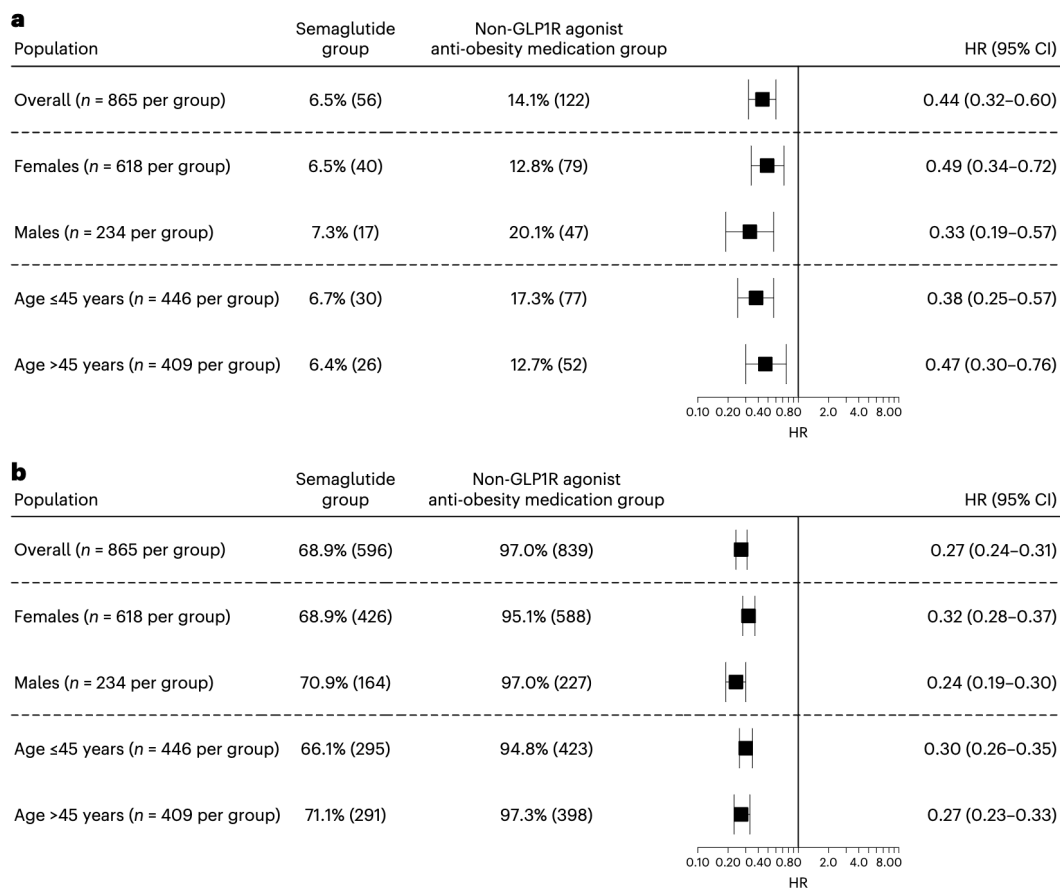 a
Semaglutide Non-GLP1R agonist
Population group anti-obesity medication group HR (95% CI)
Overall (n = 865 per group) 6.5% (56) 14.1% (122) 0.44 (0.32–0.60)
Females (n = 618 per group) 6.5% (40) 12.8% (79) 0.49 (0.34–0.72)
Males (n = 234 per group) 7.3% (17) 20.1% (47) 0.33 (0.19–0.57)
Age ≤45 years (n = 446 per group) 6.7% (30) 17.3% (77) 0.38 (0.25–0.57)
Age >45 years (n = 409 per group) 6.4% (26) 12.7% (52) 0.47 (0.30–0.76)
0.10 0.20 0.40 0.80 2.0 4.0 8.00
HR
b
Semaglutide Non-GLP1R agonist
Population group anti-obesity medication group HR (95% CI)
Overall (n = 865 per group) 68.9% (596) 97.0% (839) 0.27 (0.24–0.31)
Females (n = 618 per group) 68.9% (426) 95.1% (588) 0.32 (0.28–0.37)
Males (n = 234 per group) 70.9% (164) 97.0% (227) 0.24 (0.19–0.30)
Age ≤45 years (n = 446 per group) 66.1% (295) 94.8% (423) 0.30 (0.26–0.35)
Age >45 years (n = 409 per group) 71.1% (291) 97.3% (398) 0.27 (0.23–0.33)
0.10 0.20 0.40 0.80 2.0 4.0 8.00
HR